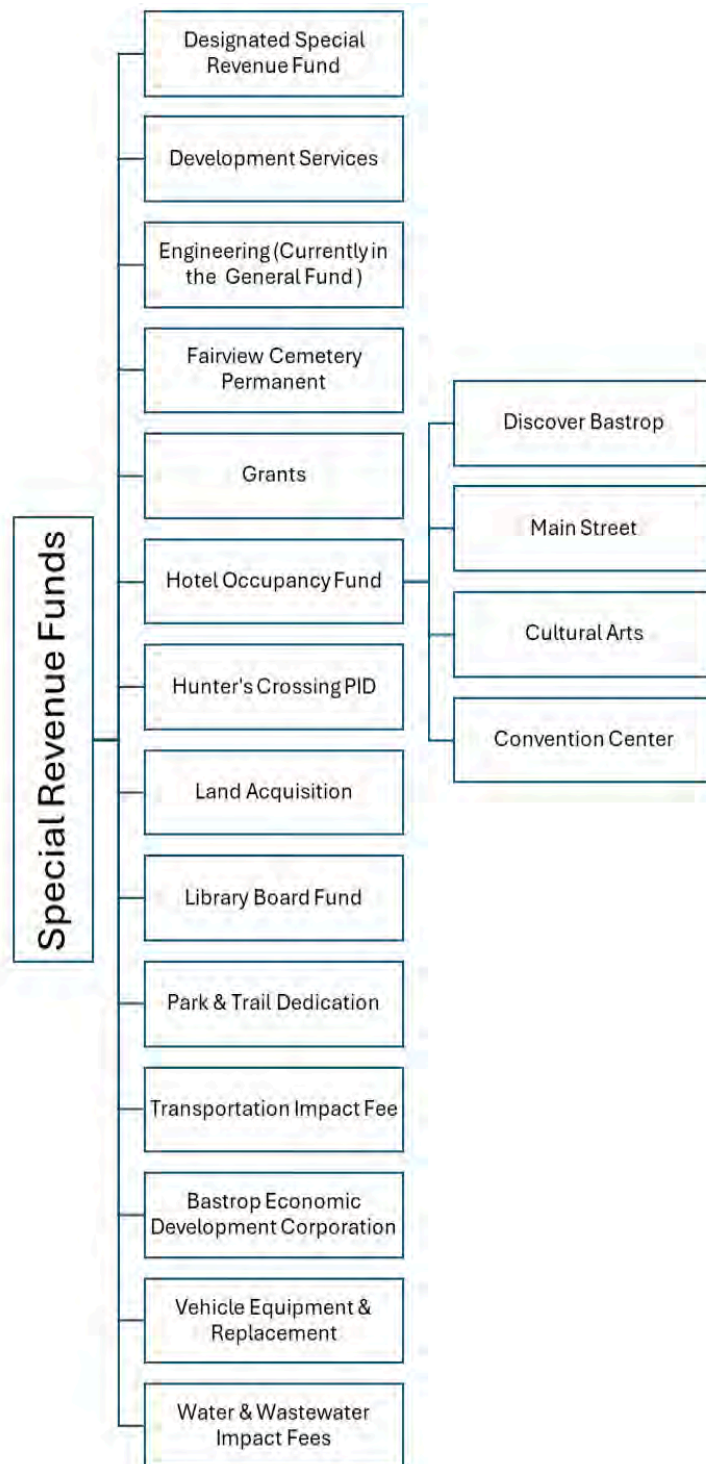 Special Revenue Funds
Designated Special
Revenue Fund
Development Services
Engineering (Currently in
the General Fund )
Fairview Cemetery
Permanent
Grants
Hotel Occupancy Fund
Discover Bastrop
Main Street
Cultural Arts
Convention Center
Hunter's Crossing PID
Land Acquisition
Library Board Fund
Park & Trail Dedication
Transportation Impact Fee
Bastrop Economic
Development Corporation
Vehicle Equipment &
Replacement
Water & Wastewater
Impact Fees